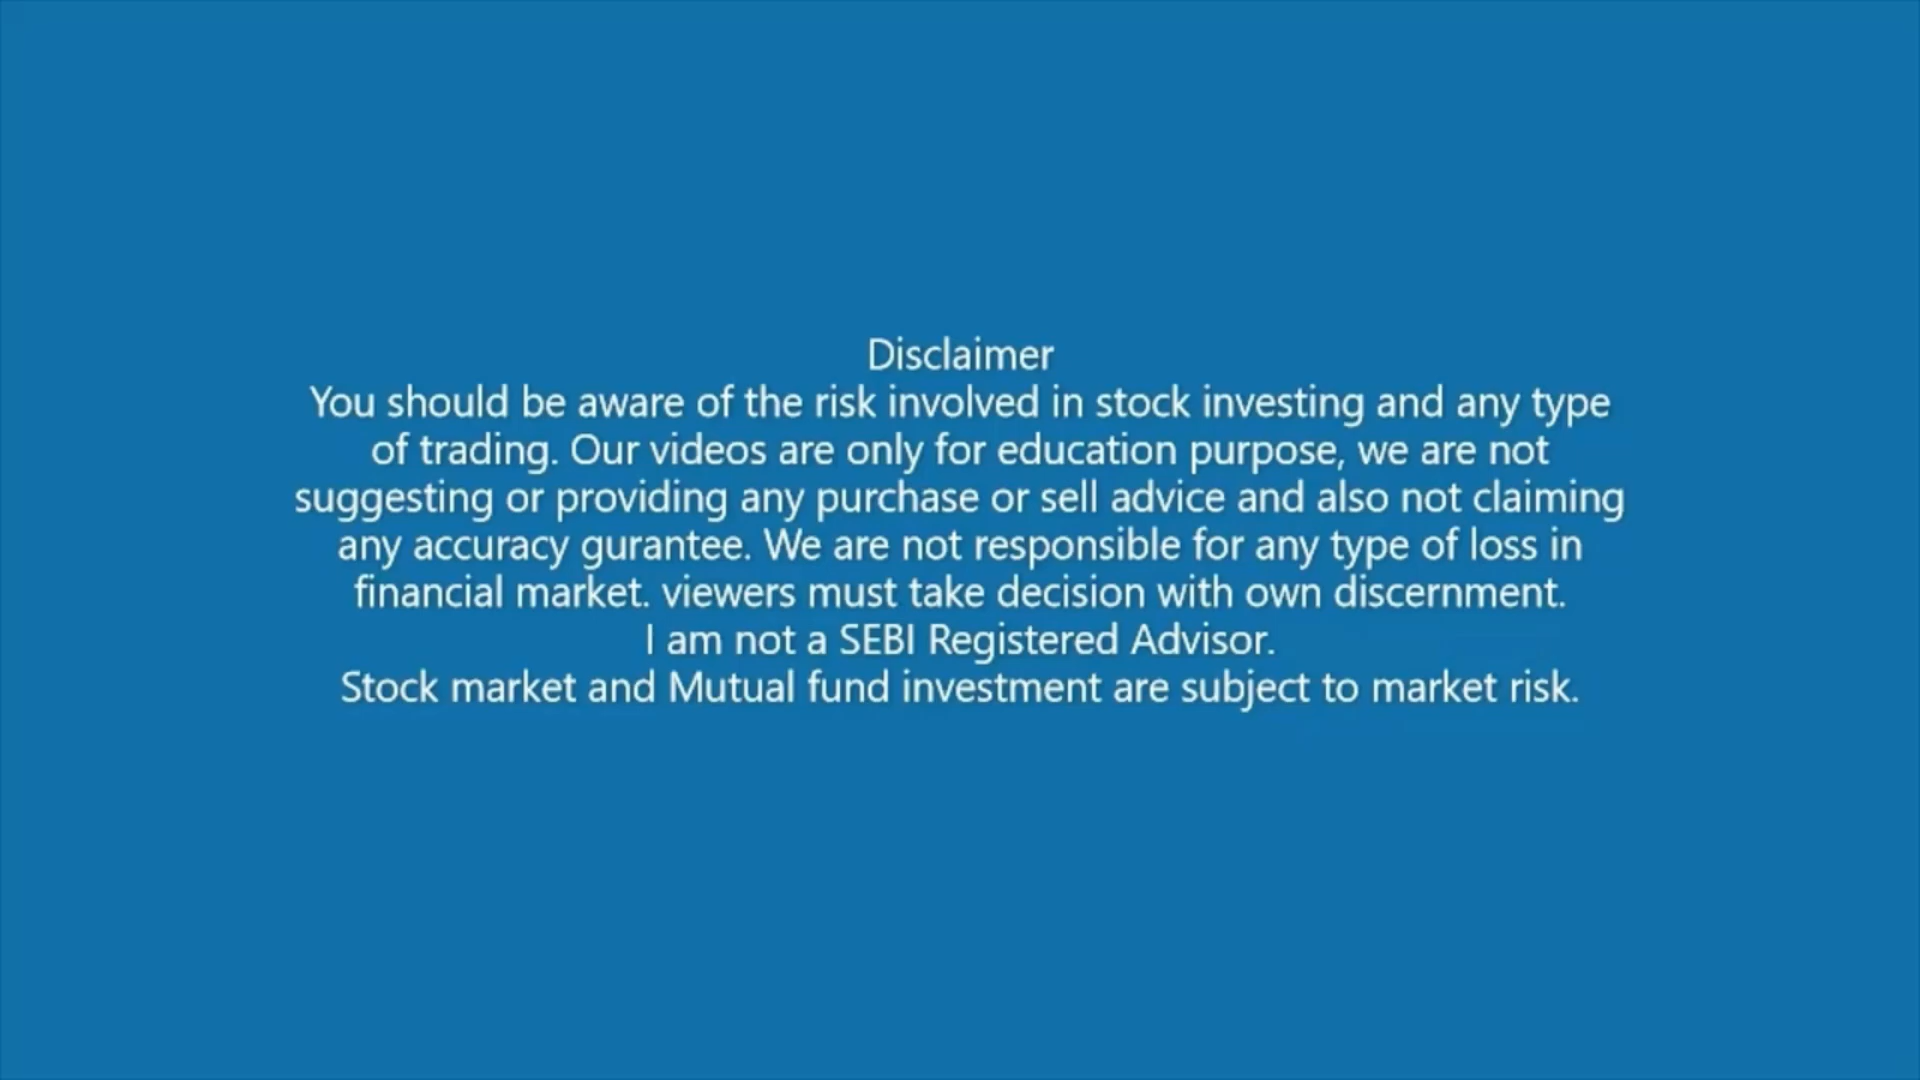 Disclaimer
You should be aware of the risk involved in stock investing and any type
of trading. Our videos are only for education purpose, we are not
suggesting or providing any purchase or sell advice and also not claiming
any accuracy gurantee. We are not responsible for any type of loss in
financial market. viewers must take decision with own discernment.
I am not a SEBI Registered Advisor.
Stock market and Mutual fund investment are subject to market risk.